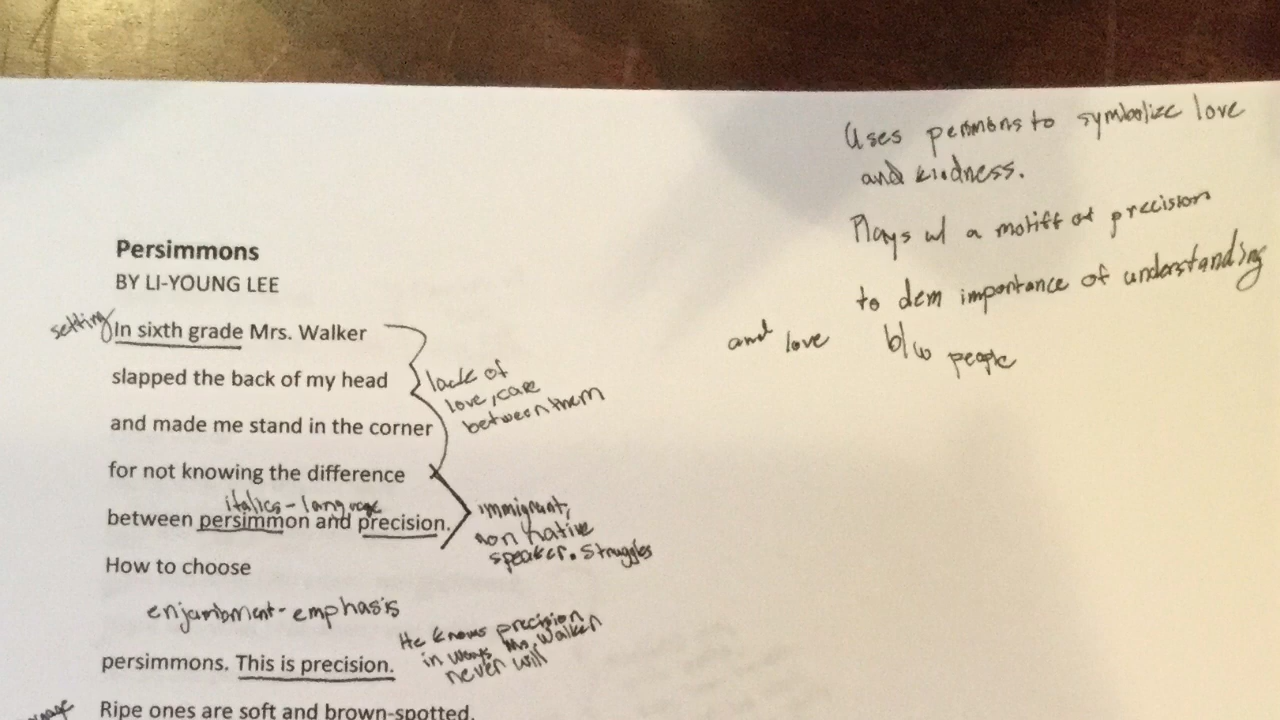 Uses permons to symbolize love
and kindness.
Plays w/ a motiff of precision
to dem importance of understanding
and love b/w people
Persimmons
BY LI-YOUNG LEE
setting
In sixth grade Mrs. Walker
slapped the back of my head
lack of
love, care
between them
and made me stand in the corner
for not knowing the difference
italics - language
between persimmon and precision.
immigrant,
non native
speaker. Struggles
How to choose
enjambment - emphasis
He knows precision
in ways Ms. Walker
never will
persimmons. This is precision.
Ripe ones are soft and brown-spotted.